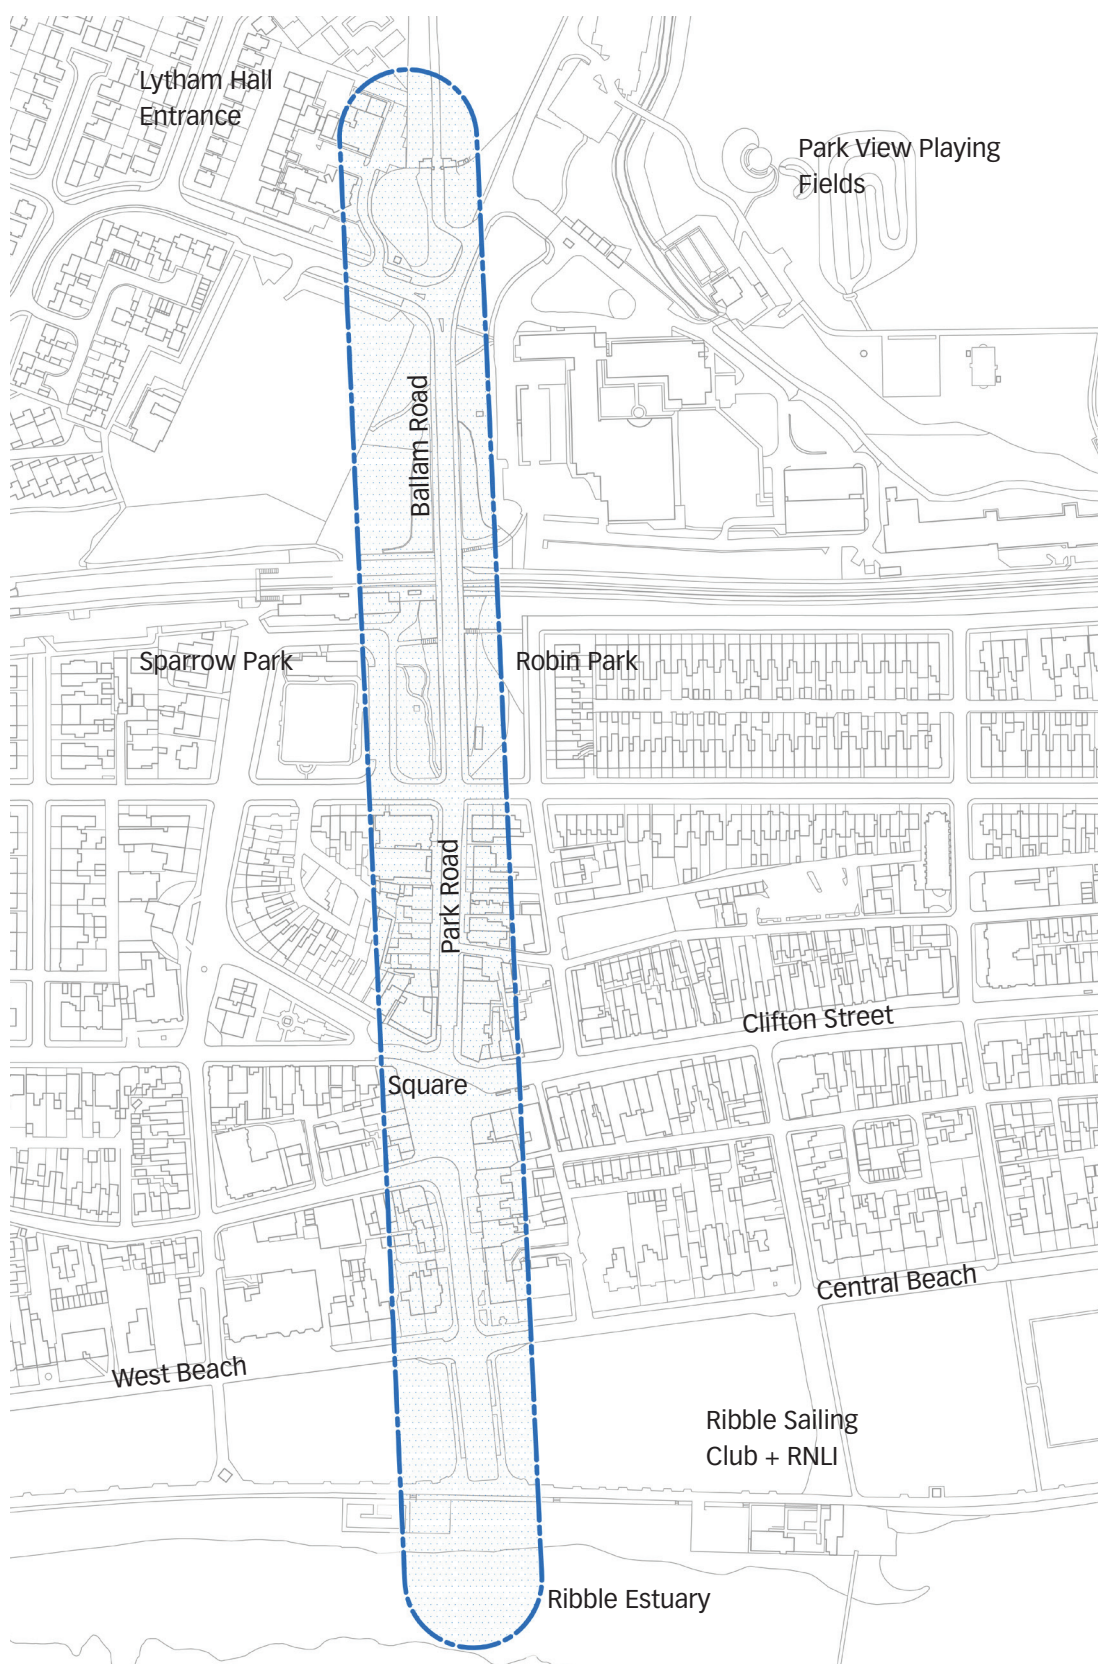 Lytham Hall
Entrance
Park View Playing
Fields
Ballam Road
Sparrow Park
Robin Park
Park Road
Clifton Street
Square
Central Beach
West Beach
Ribble Sailing
Club + RNLI
Ribble Estuary